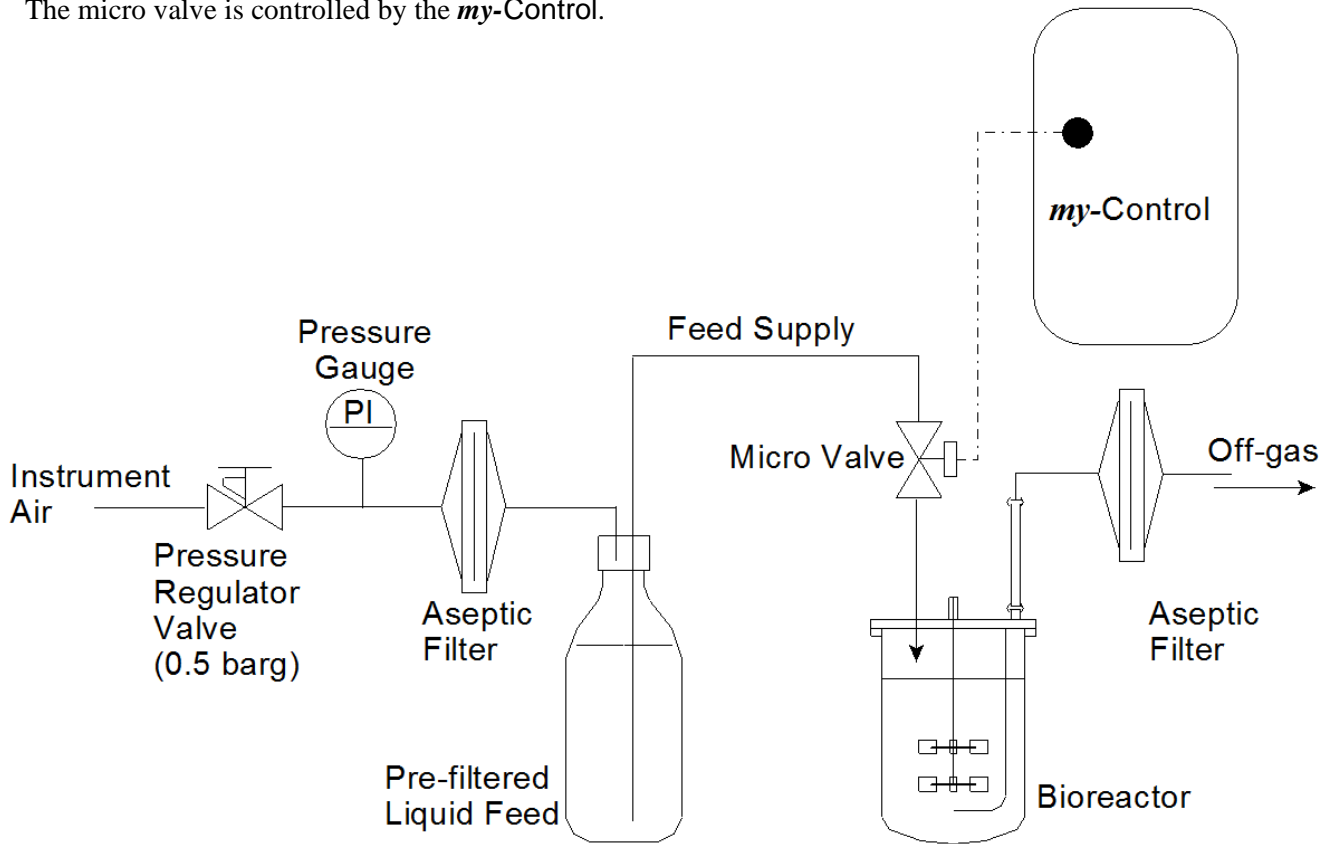 The micro valve is controlled by the my-Control.
my-Control
Feed Supply
Pressure
Gauge
PI
Micro Valve
Off-gas
Instrument
Air
Pressure
Regulator
Valve
(0.5 barg)
Aseptic
Filter
Aseptic
Filter
Pre-filtered
Liquid Feed
Bioreactor